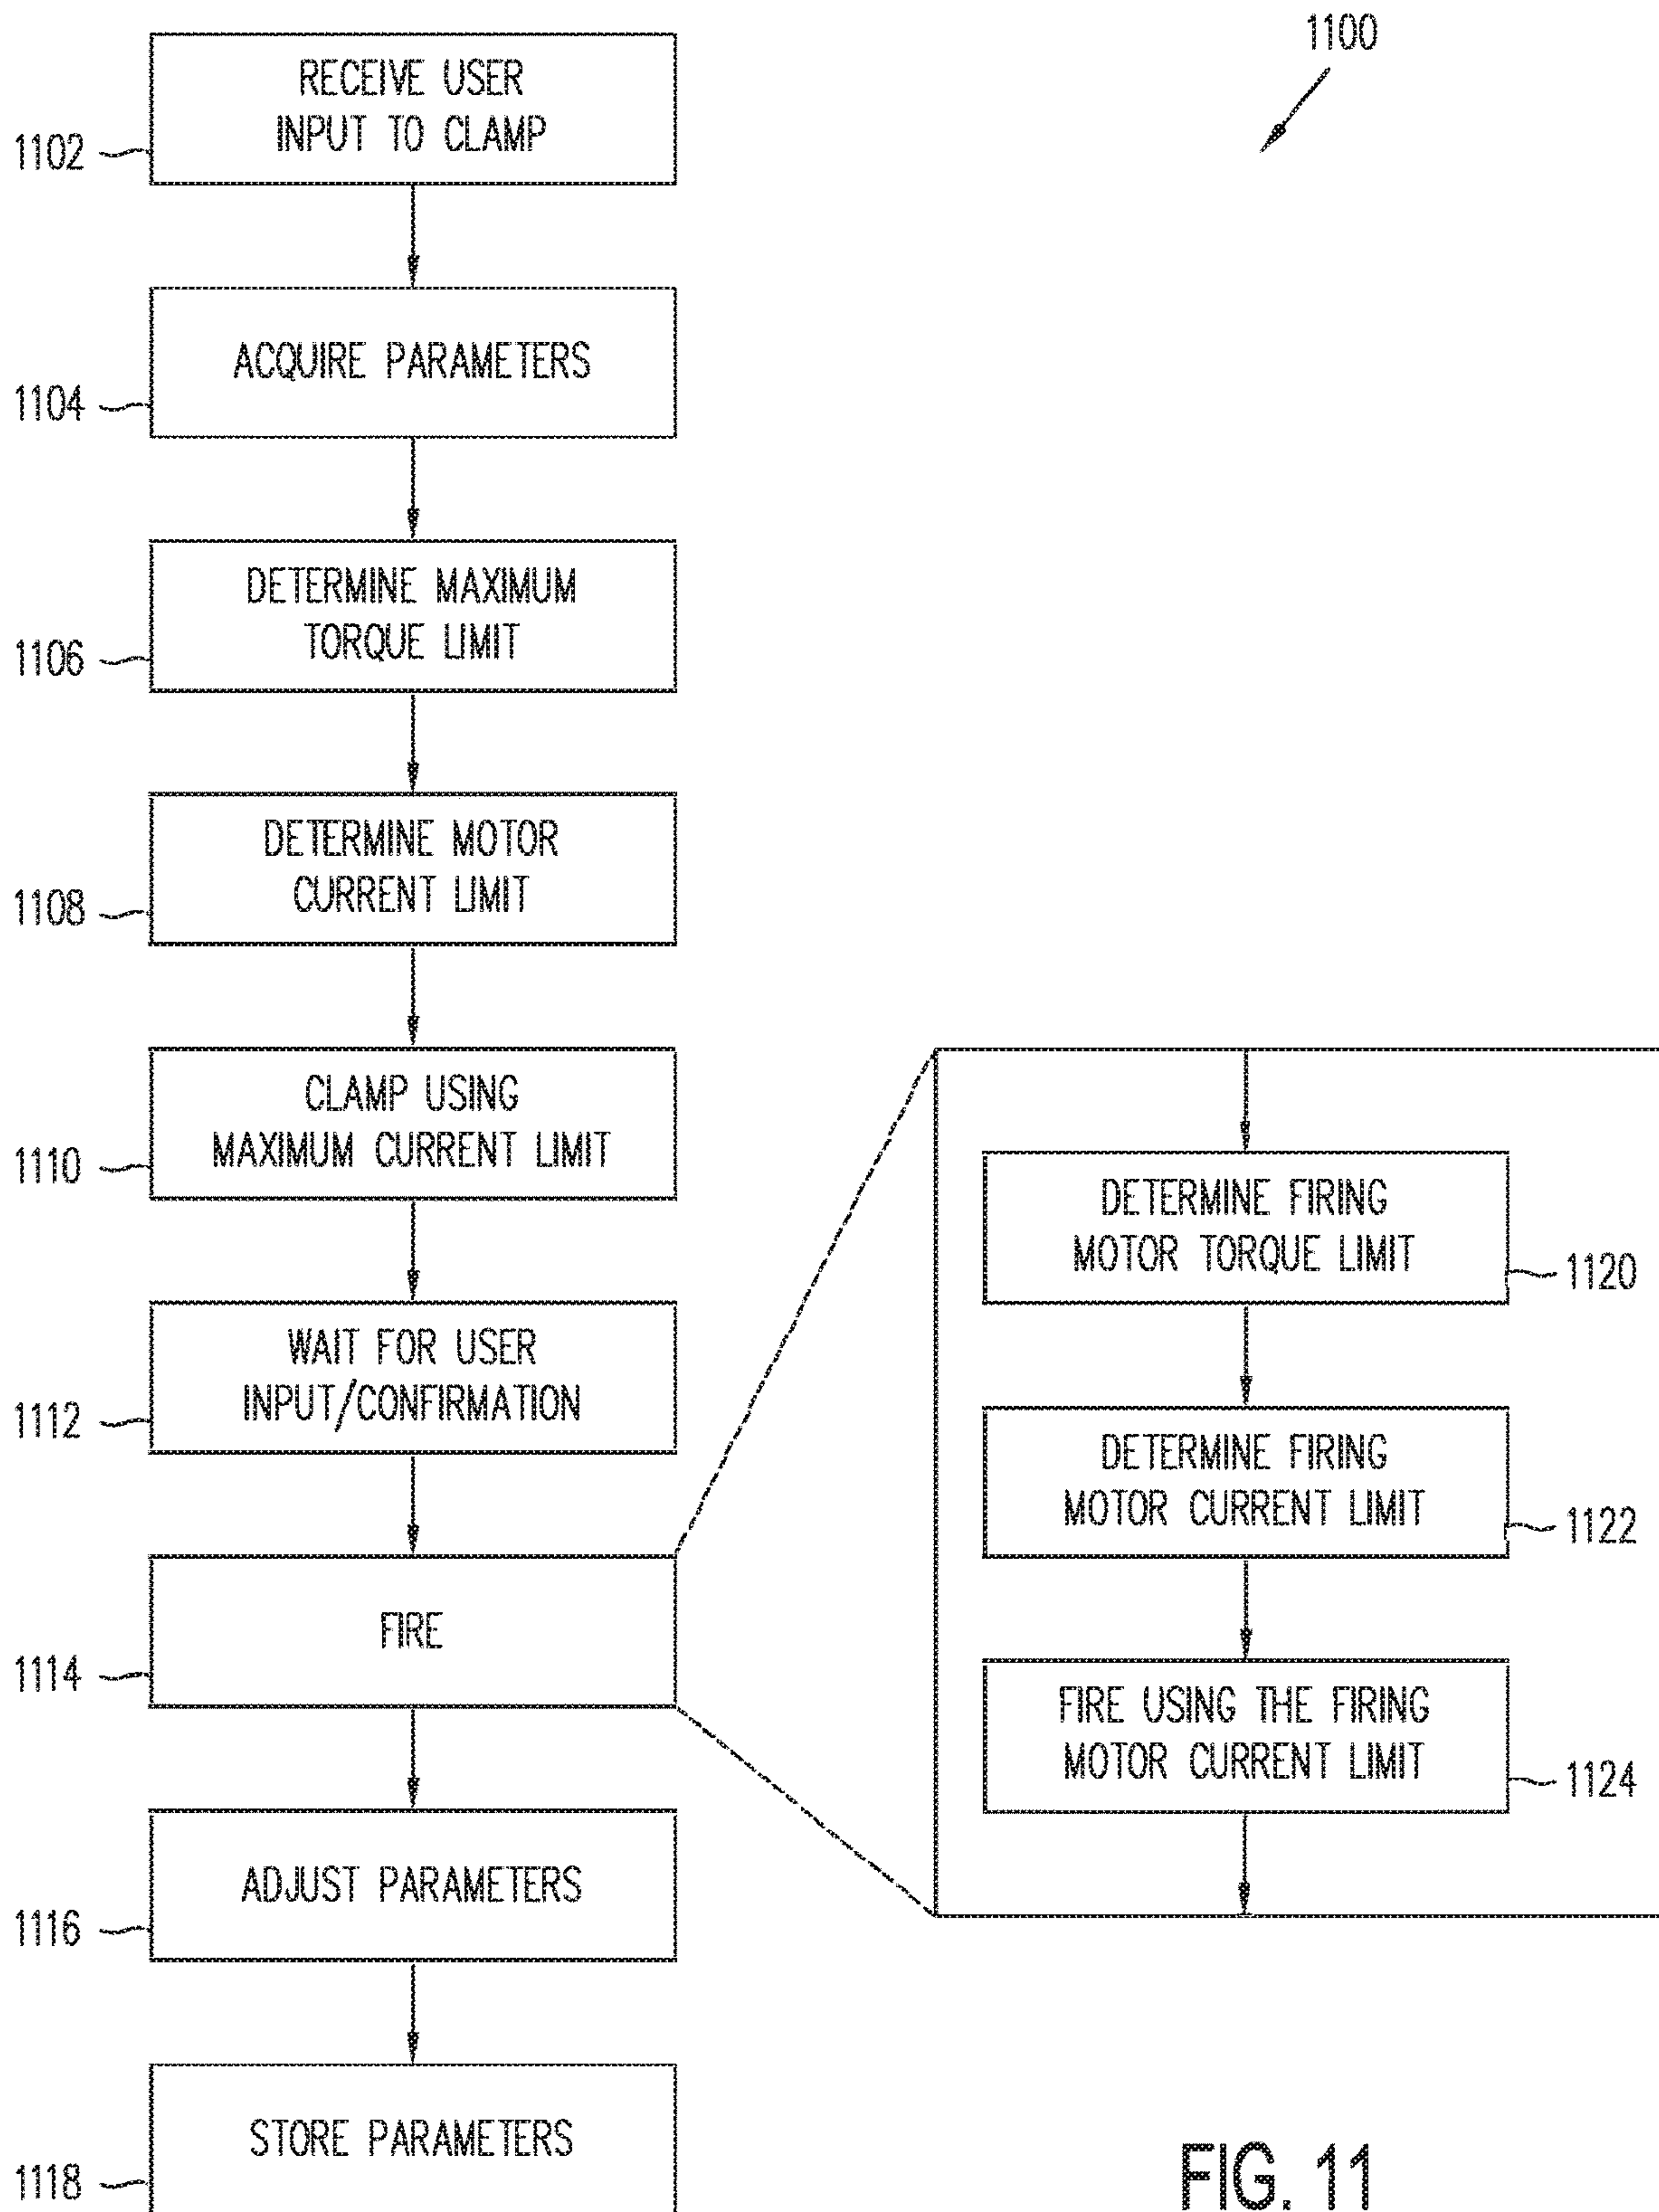 1100
RECEIVE USER
INPUT TO CLAMP
1102
ACQUIRE PARAMETERS
1104
DETERMINE MAXIMUM
TORQUE LIMIT
1106
DETERMINE MOTOR
CURRENT LIMIT
1108
CLAMP USING
MAXIMUM CURRENT LIMIT
1110
WAIT FOR USER
INPUT/CONFIRMATION
1112
FIRE
1114
ADJUST PARAMETERS
1116
STORE PARAMETERS
1118
DETERMINE FIRING
MOTOR TORQUE LIMIT
1120
DETERMINE FIRING
MOTOR CURRENT LIMIT
1122
FIRE USING THE FIRING
MOTOR CURRENT LIMIT
1124
FIG. 11